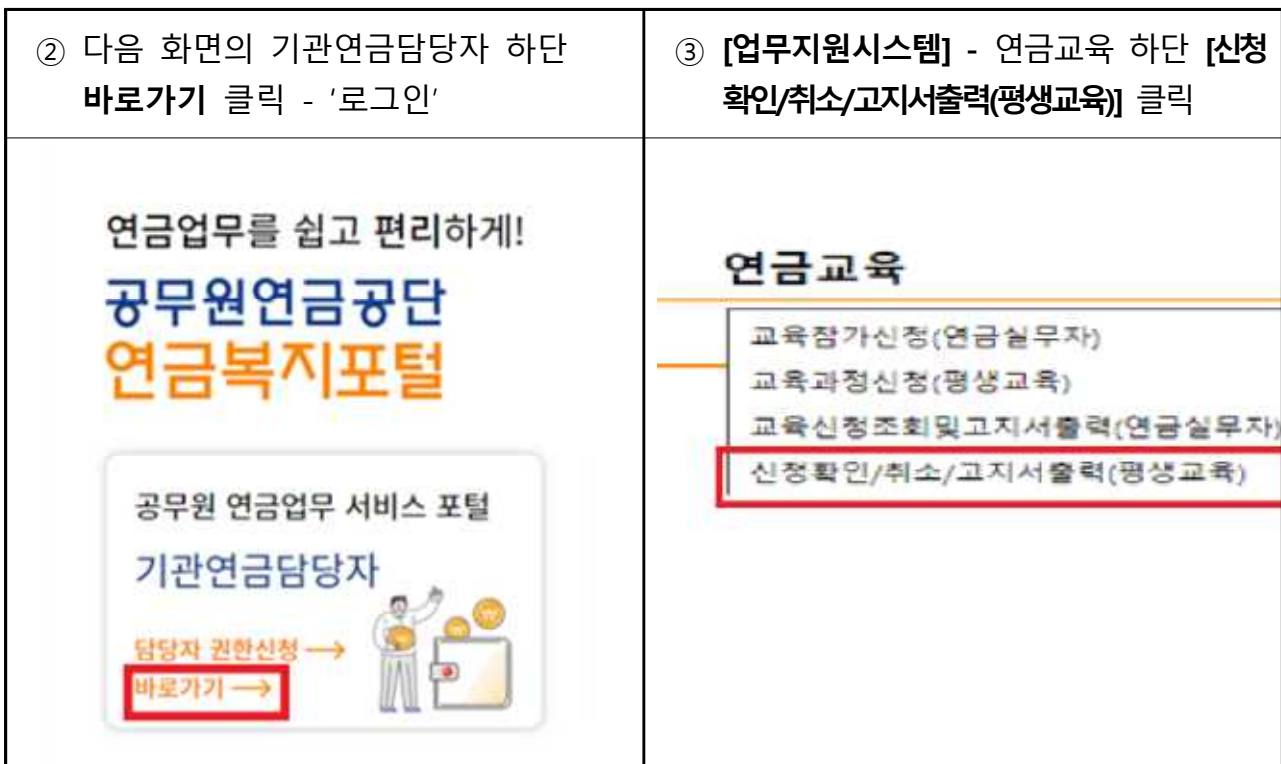 ② 다음 화면의 기관연금담당자 하단
바로가기 클릭 - '로그인'
③ [업무지원시스템] - 연금교육 하단 [신청
확인/취소/고지서출력(평생교육)] 클릭
연금업무를 쉽고 편리하게!
공무원연금공단
연금복지포털
공무원 연금업무 서비스 포털
기관연금담당자
담당자 권한신청 →
바로가기 →
연금교육
교육참가신청(연금실무자)
교육과정신청(평생교육)
교육신청조회및고지서출력(연금실무자)
신청확인/취소/고지서출력(평생교육)